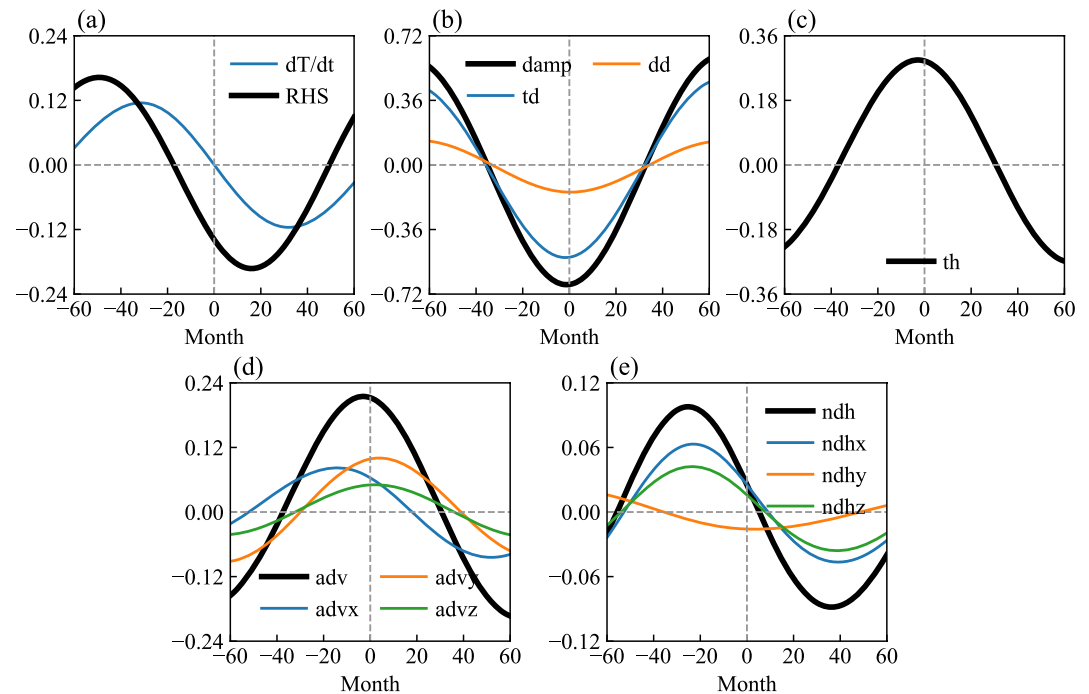 (a)
0.24
0.12
0.00
−0.12
−0.24
−60 −40 −20 0 20 40 60
Month
dT/dt
RHS
(b)
0.72
0.36
0.00
−0.36
−0.72
−60 −40 −20 0 20 40 60
Month
damp
dd
td
(c)
0.36
0.18
0.00
−0.18
−0.36
−60 −40 −20 0 20 40 60
Month
th
(d)
0.24
0.12
0.00
−0.12
−0.24
−60 −40 −20 0 20 40 60
Month
adv
advy
advx
advz
(e)
0.12
0.06
0.00
−0.06
−0.12
−60 −40 −20 0 20 40 60
Month
ndh
ndhx
ndhy
ndhz